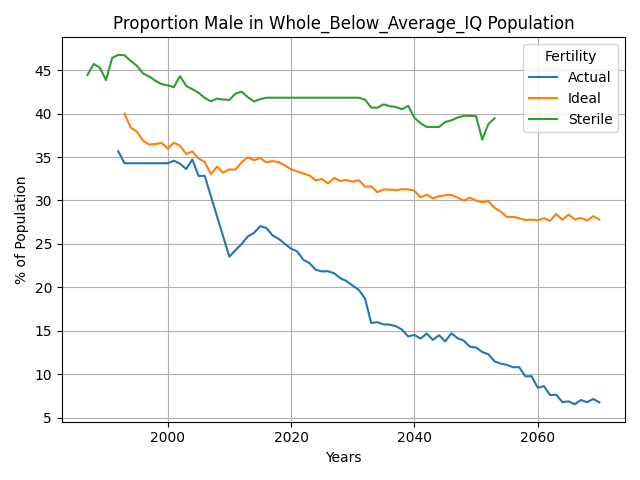 Proportion Male in Whole_Below_Average_IQ Population
Fertility
Actual
Ideal
Sterile
% of Population
45
40
35
30
25
20
15
10
5
2000 2020 2040 2060
Years